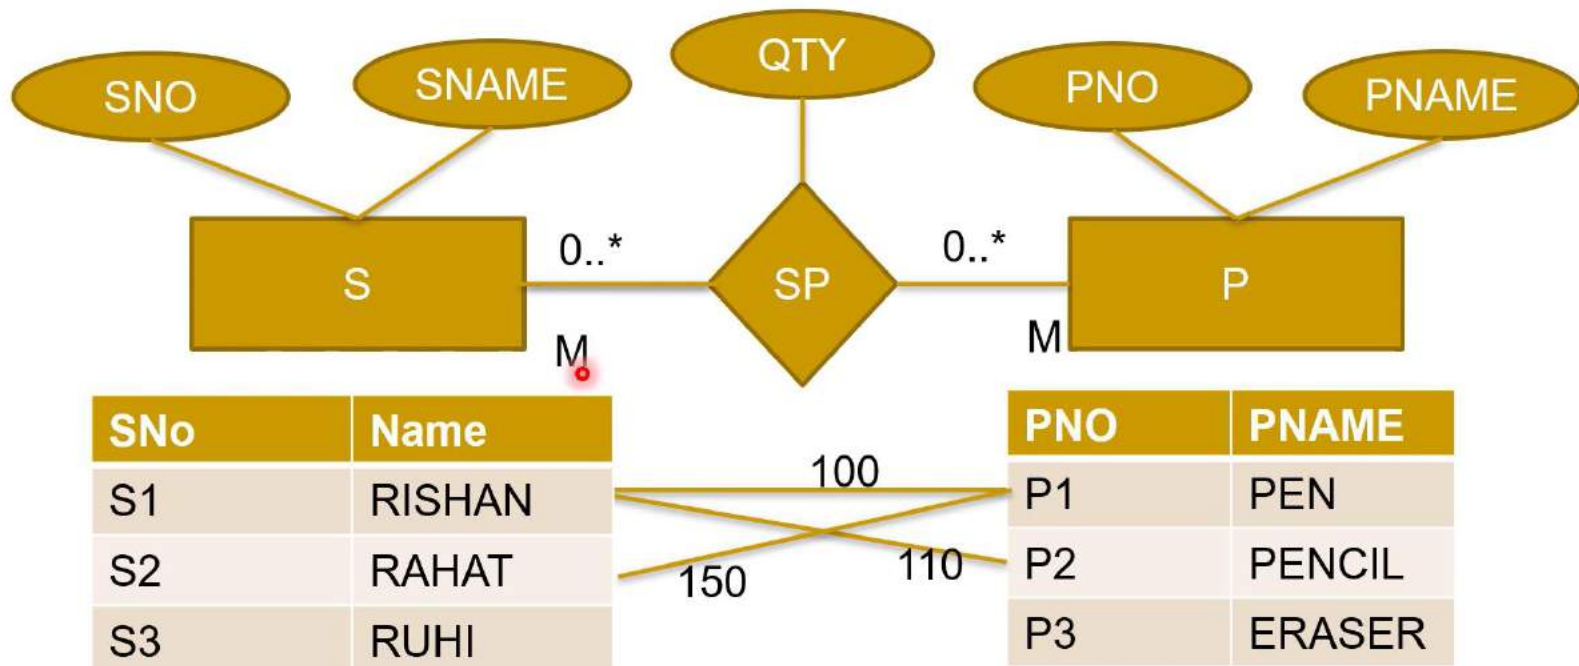 QTY
SNO SNAME PNO PNAME
0..* 0..*
S SP P
M M
SNo Name
S1 RISHAN
S2 RAHAT
S3 RUHI
100
150 110
PNO PNAME
P1 PEN
P2 PENCIL
P3 ERASER